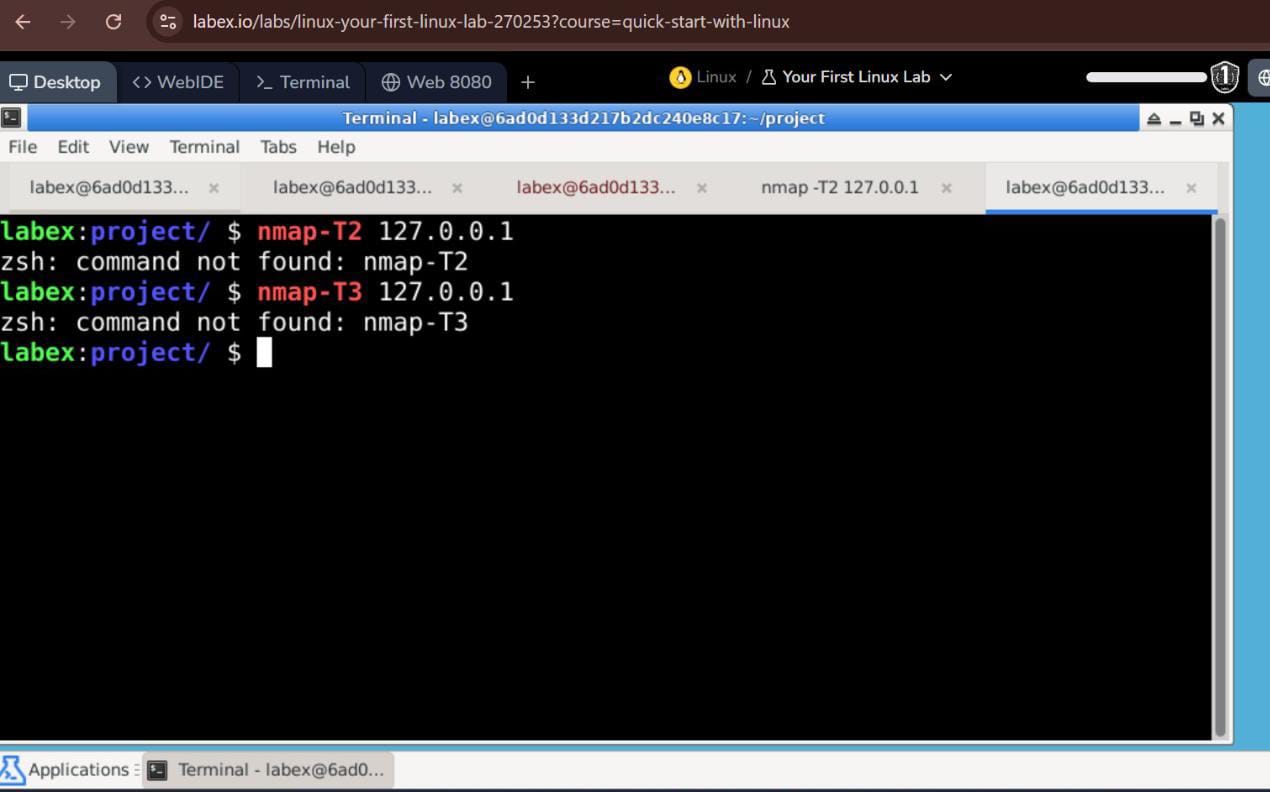 labex.io/labs/linux-your-first-linux-lab-270253?course=quick-start-with-linux
Desktop <> WebIDE >_ Terminal Web 8080 + Linux / Your First Linux Lab 1
Terminal - labex@6ad0d133d217b2dc240e8c17:~/project
File Edit View Terminal Tabs Help
labex@6ad0d133... × labex@6ad0d133... × labex@6ad0d133... × nmap -T2 127.0.0.1 × labex@6ad0d133... ×
labex:project/ $ nmap-T2 127.0.0.1
zsh: command not found: nmap-T2
labex:project/ $ nmap-T3 127.0.0.1
zsh: command not found: nmap-T3
labex:project/ $
Applications Terminal - labex@6ad0...